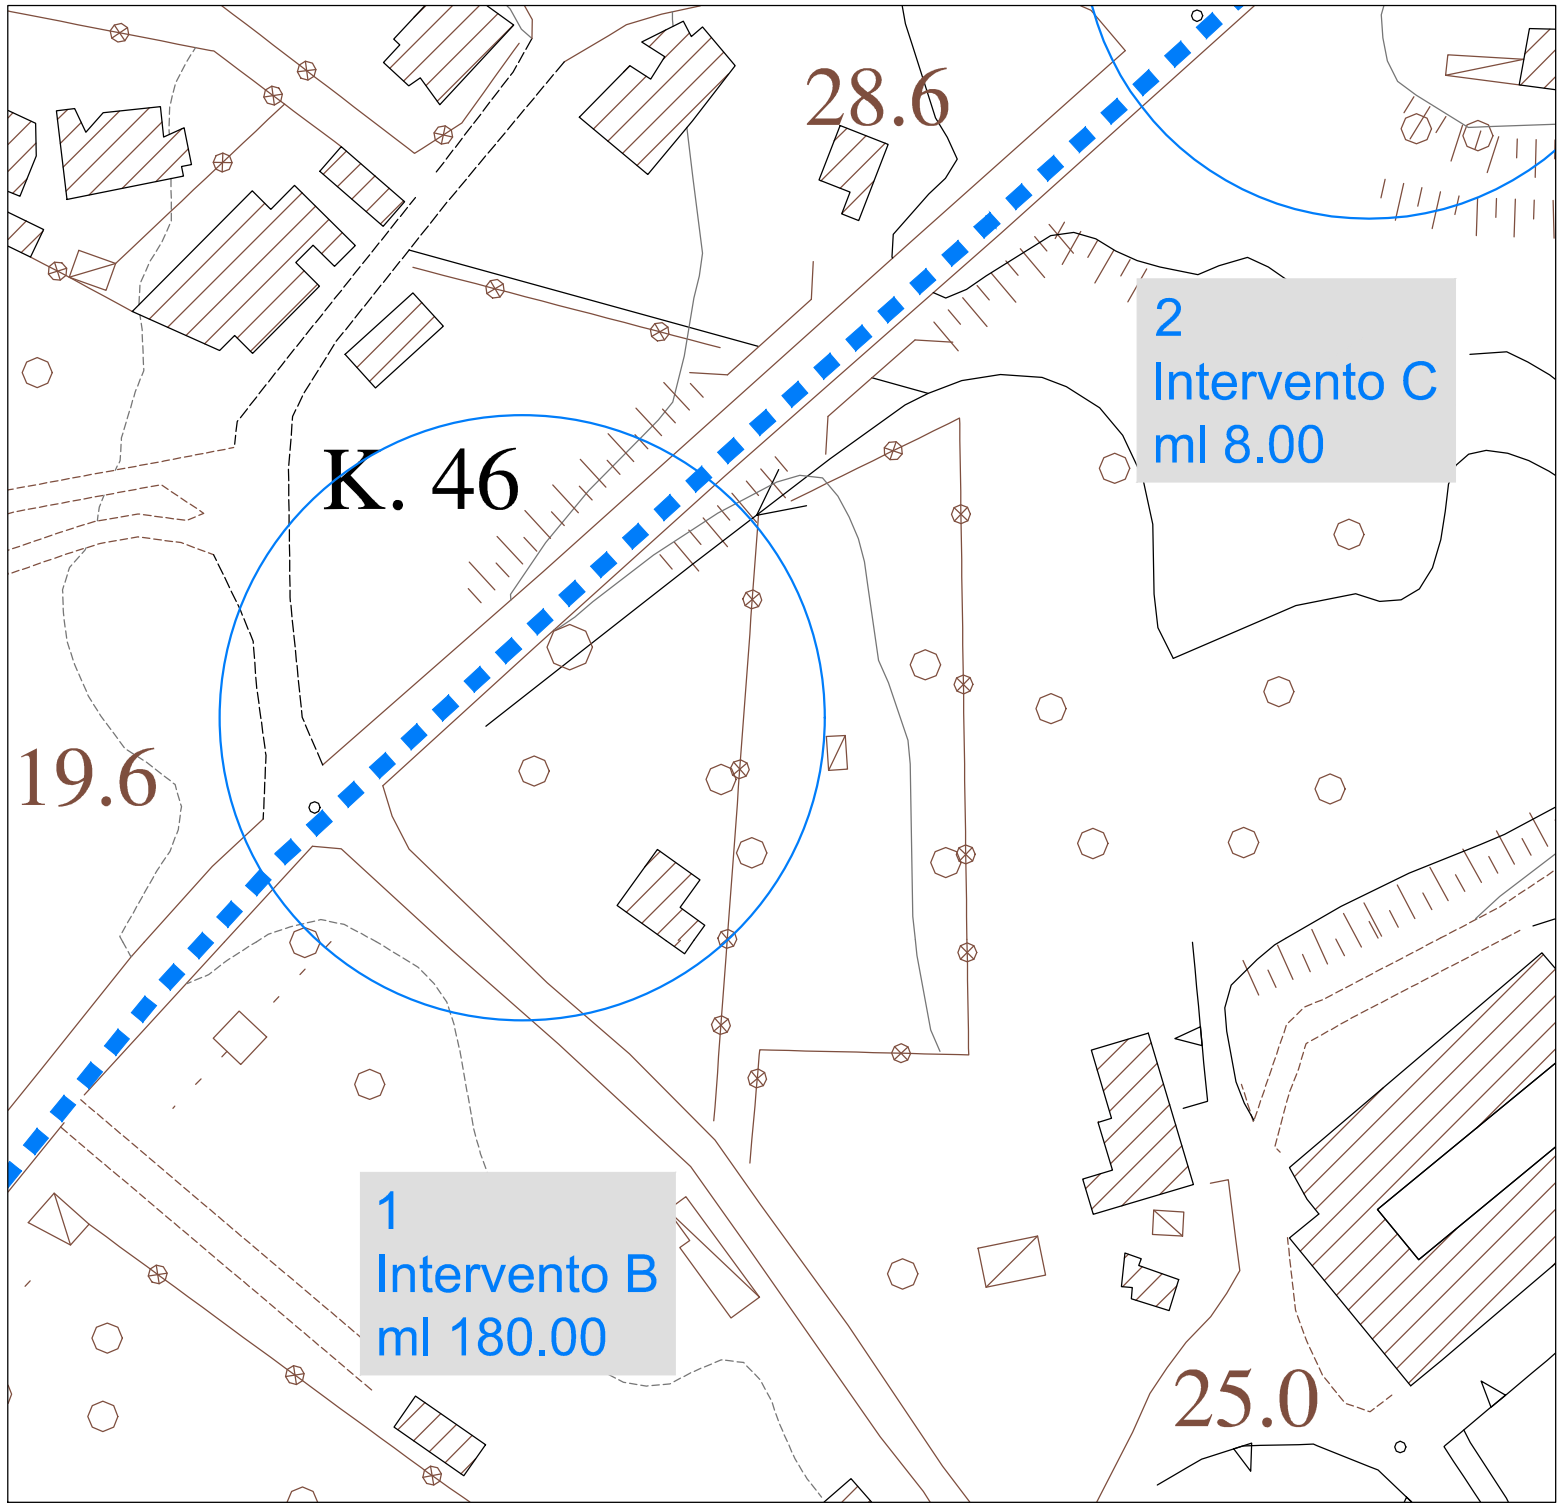 28.6
2
Intervento C
ml 8.00
K. 46
19.6
1
Intervento B
ml 180.00
25.0